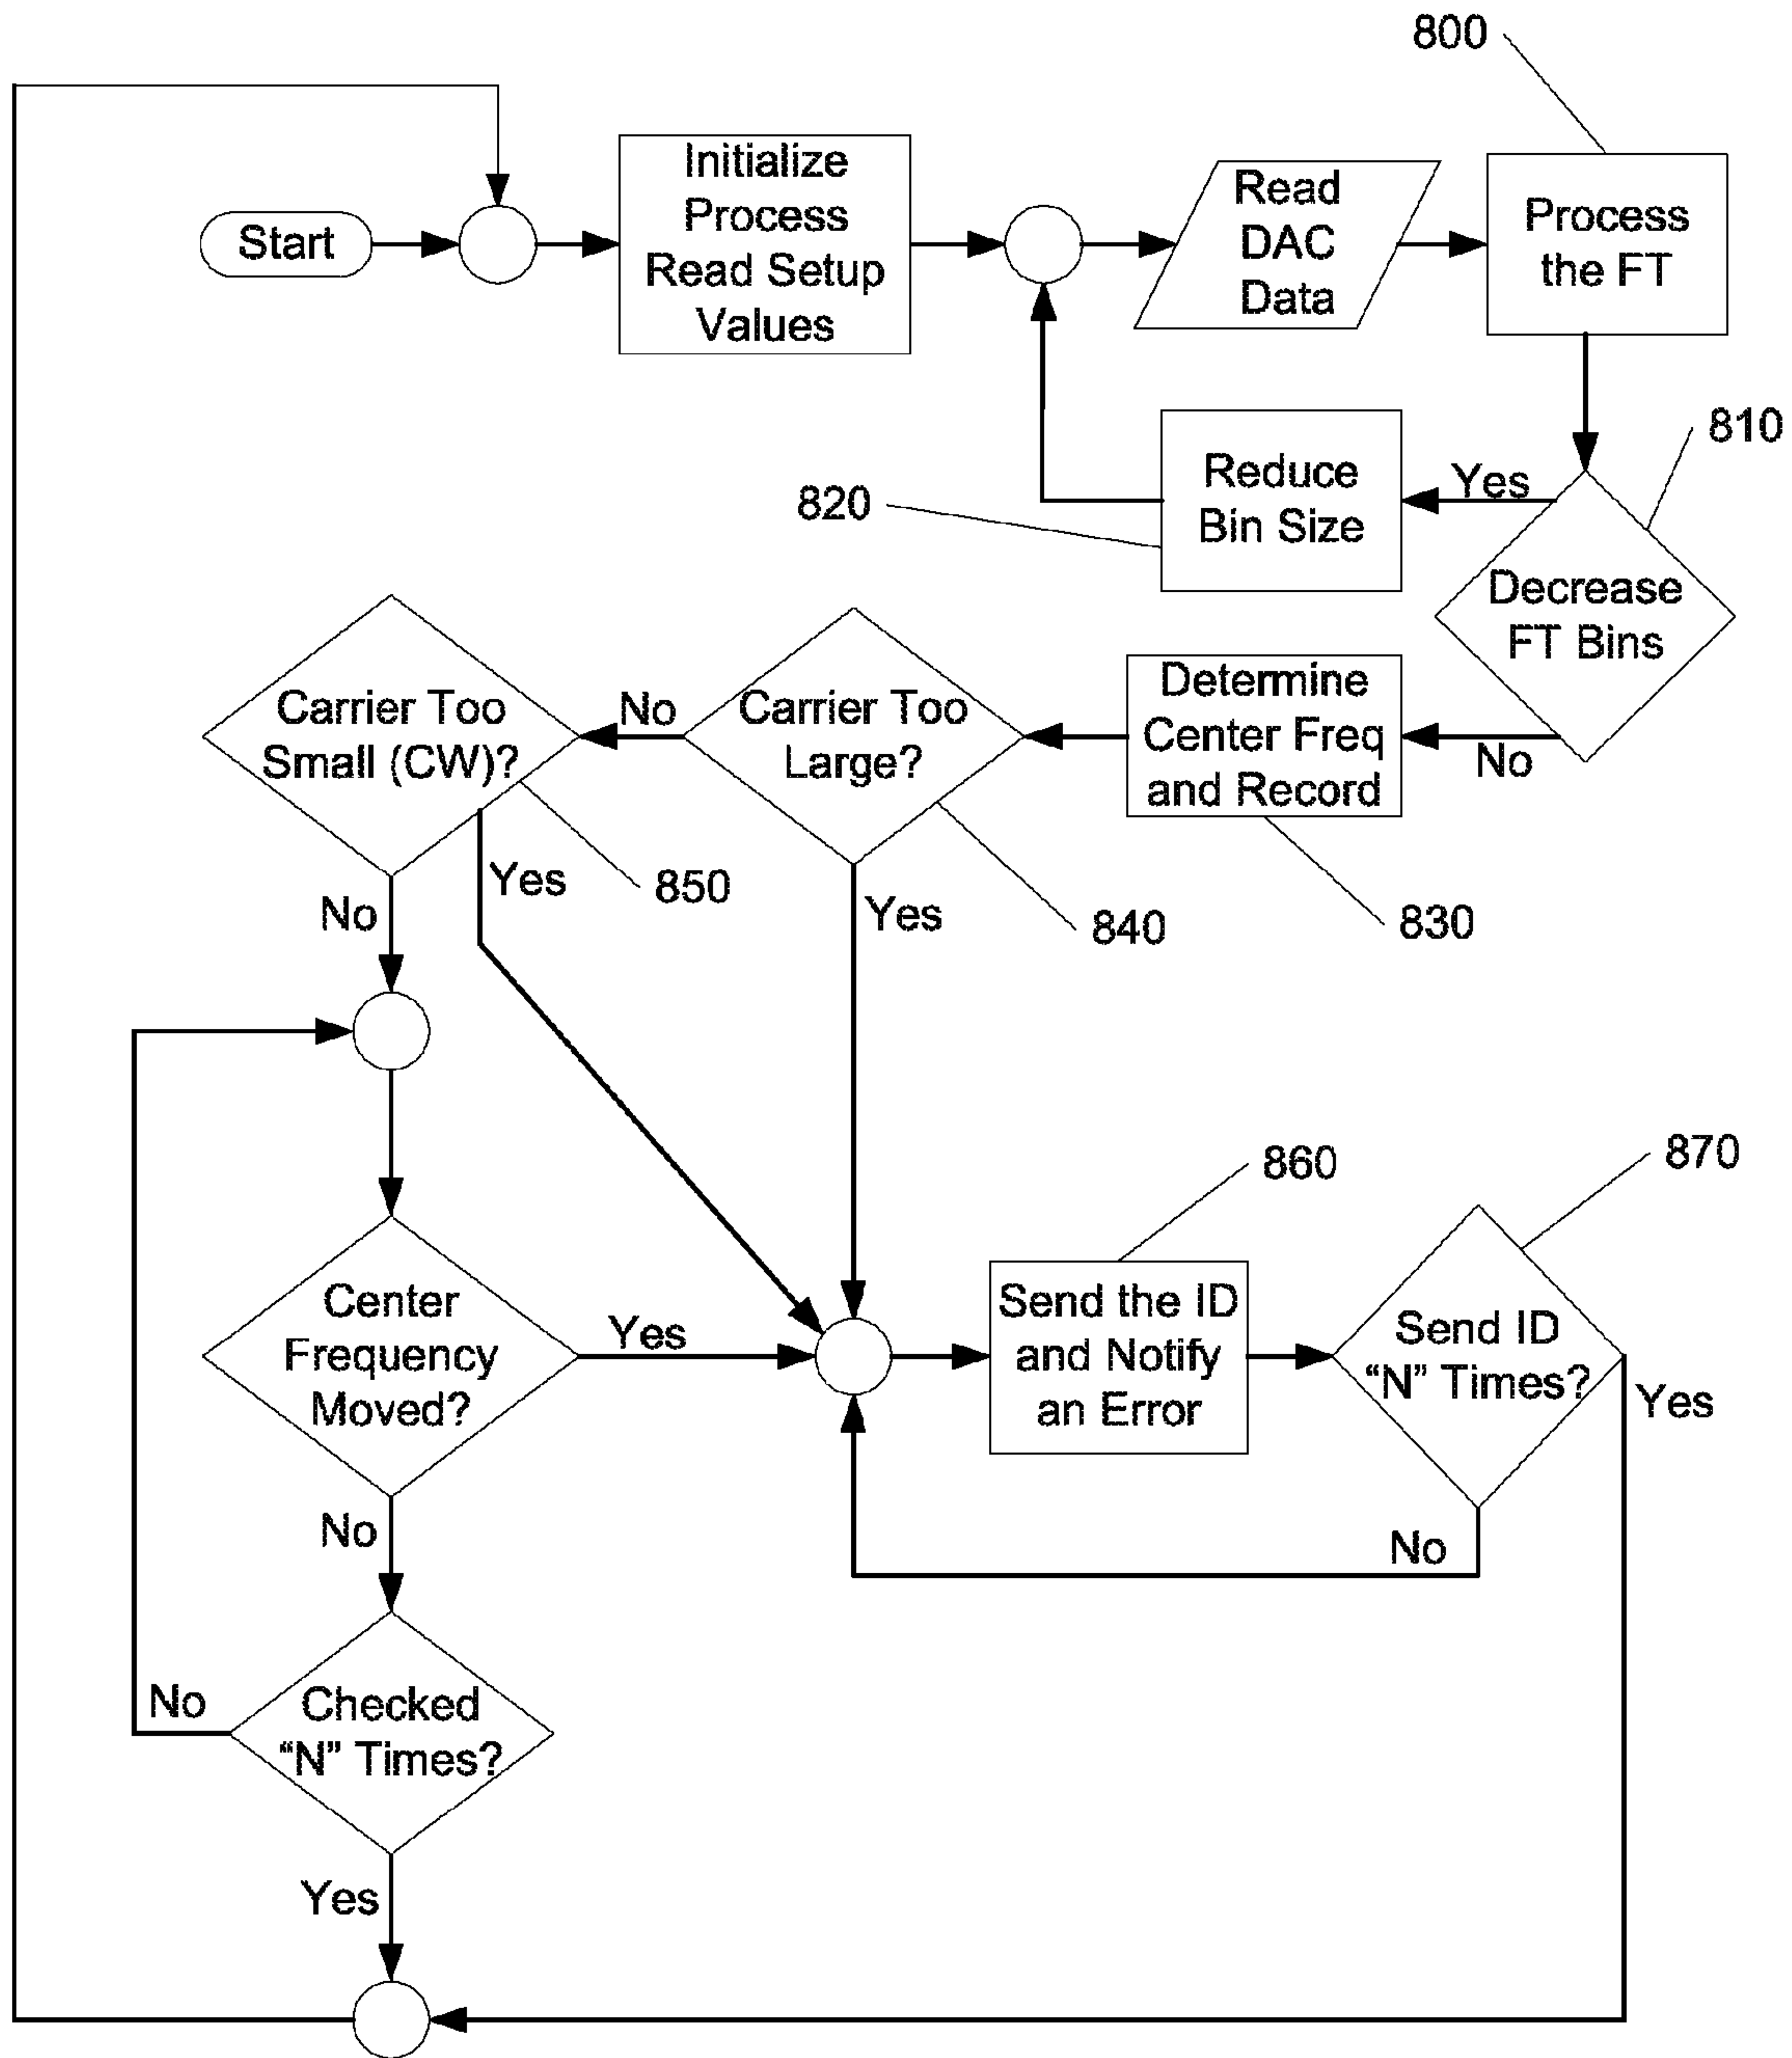 800
Start
Initialize
Process
Read Setup
Values
Read
DAC
Data
Process
the FT
810
Yes
Reduce
Bin Size
820
Decrease
FT Bins
No
Determine
Center Freq
and Record
830
Carrier Too
Large?
840
No
Yes
Carrier Too
Small (CW)?
850
Yes
No
Center
Frequency
Moved?
Yes
No
860
Send the ID
and Notify
an Error
870
Send ID
“N” Times?
Yes
No
Checked
“N” Times?
No
Yes